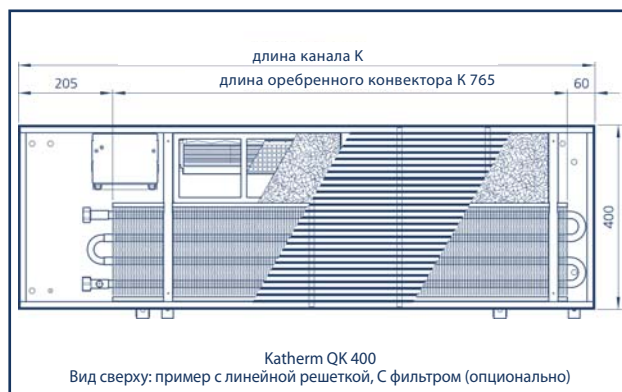 длина канала К
205
длина оребренного конвектора К 765
60
400
Katherm QK 400
Вид сверху: пример с линейной решеткой, С фильтром (опционально)